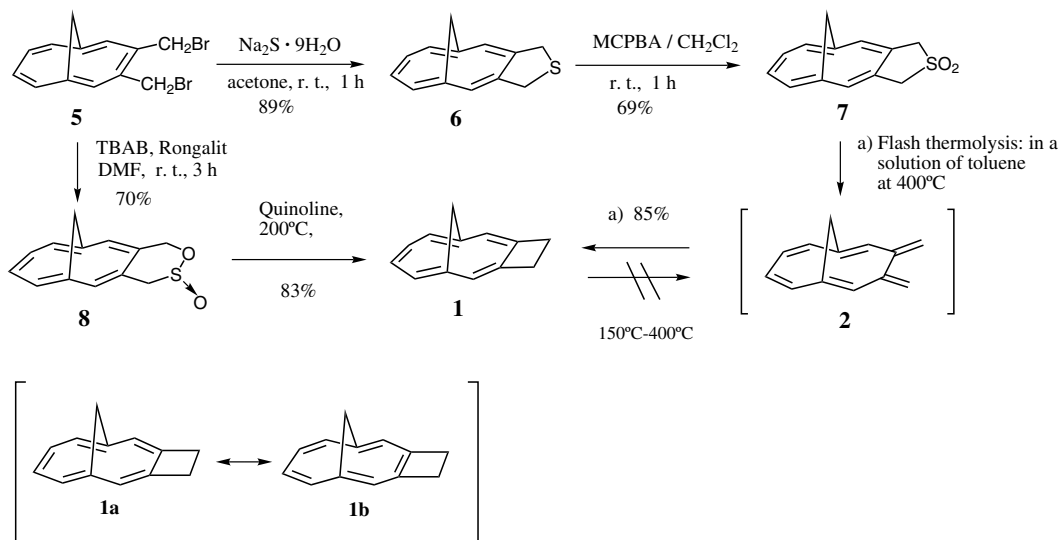 CH2Br
CH2Br
5
Na2S · 9H2O
acetone, r. t., 1 h
89%
S
6
MCPBA / CH2Cl2
r. t., 1 h
69%
SO2
7
TBAB, Rongalit
DMF, r. t., 3 h
70%
a) Flash thermolysis: in a
solution of toluene
at 400ºC
O
S
O
8
Quinoline,
200ºC,
83%
1
a) 85%
150ºC-400ºC
2
1a
1b